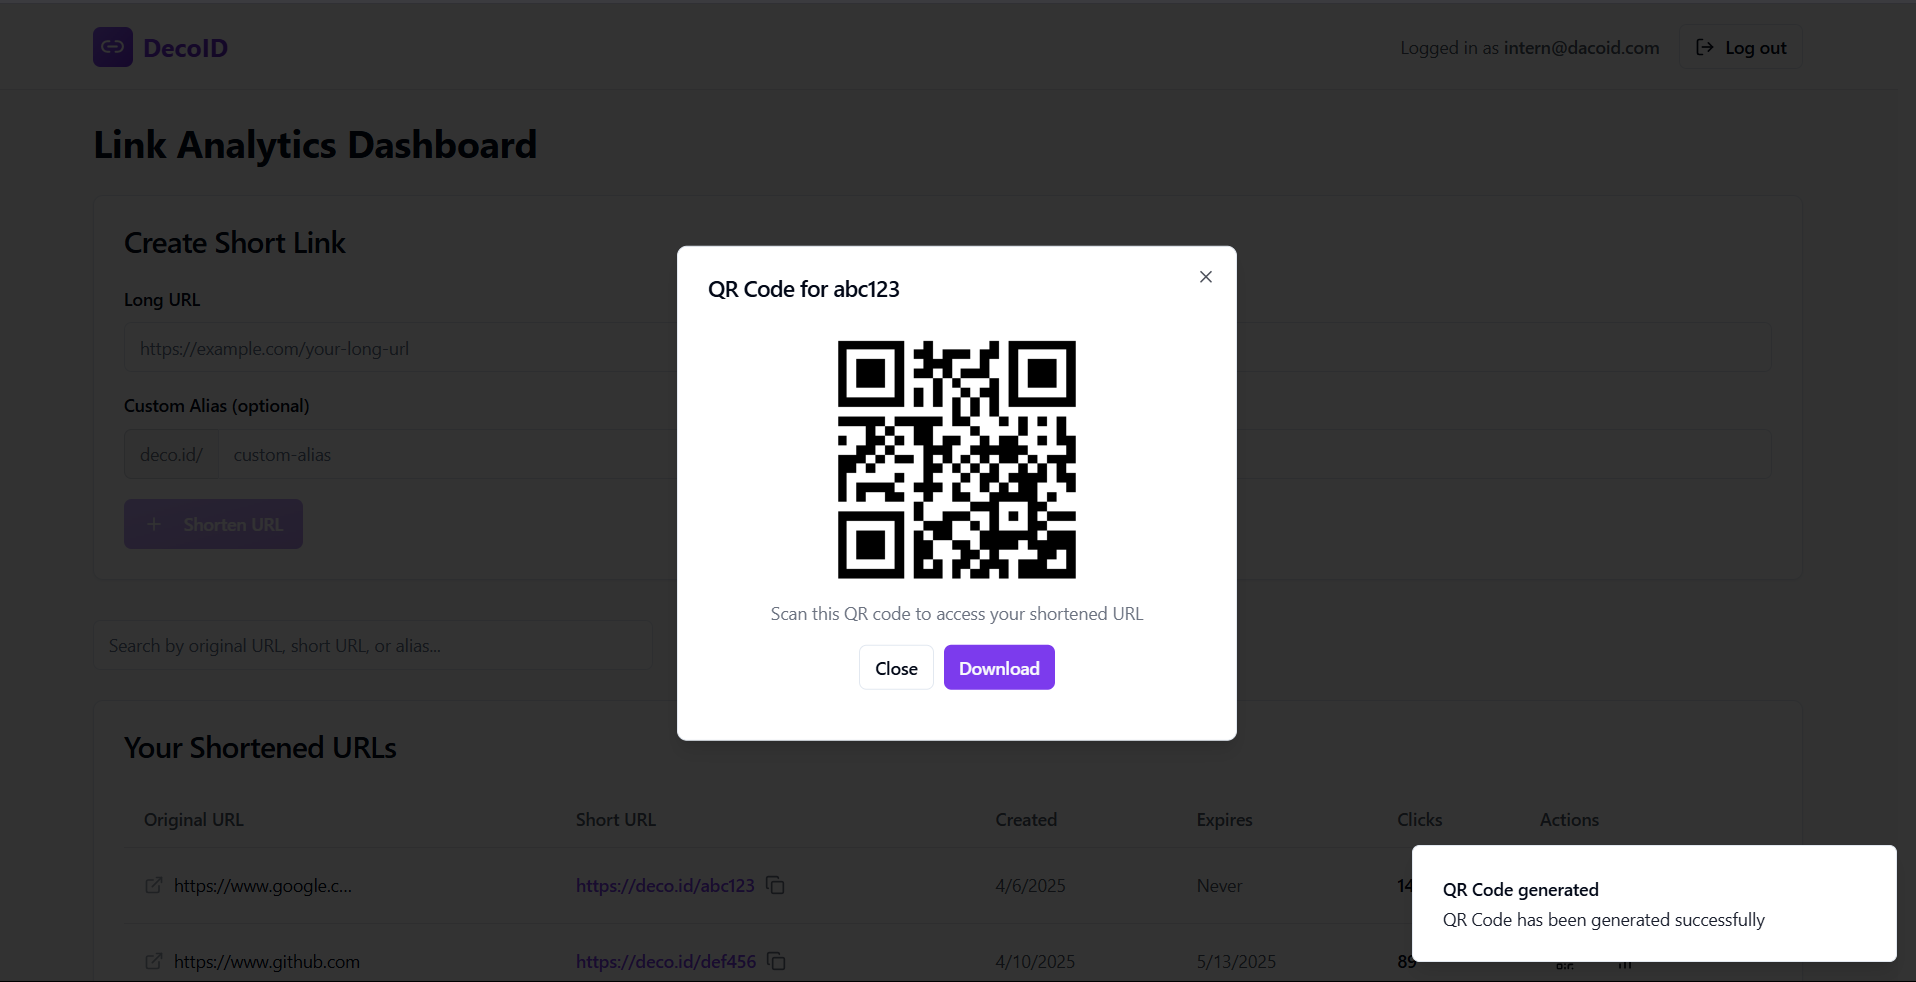 DecoID
Logged in as intern@dacoid.com
Log out
Link Analytics Dashboard
Create Short Link
Long URL
https://example.com/your-long-url
Custom Alias (optional)
deco.id/ custom-alias
+ Shorten URL
QR Code for abc123
Scan this QR code to access your shortened URL
Close Download
Search by original URL, short URL, or alias...
Your Shortened URLs
Original URL Short URL Created Expires Clicks Actions
https://www.google.c... https://deco.id/abc123 4/6/2025 Never
https://www.github.com https://deco.id/def456 4/10/2025 5/13/2025 89
QR Code generated
QR Code has been generated successfully